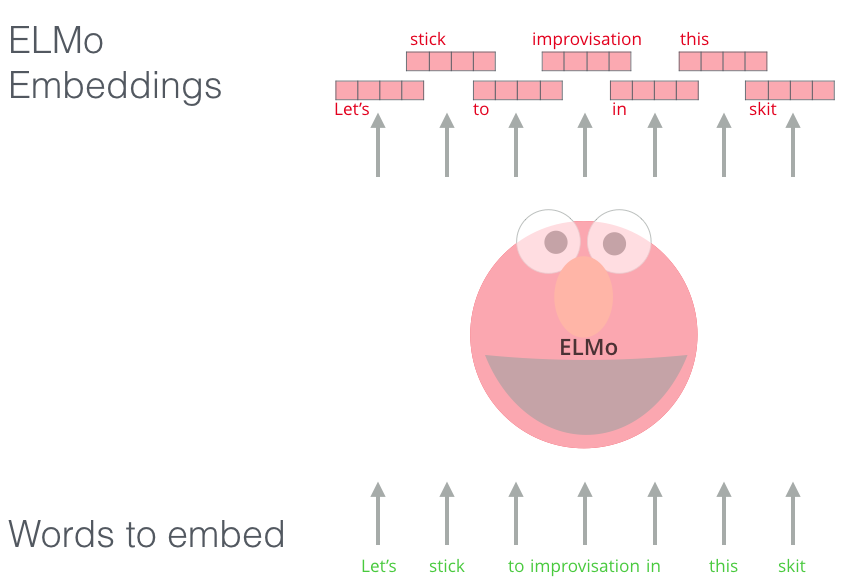 ELMo
Embeddings
stick improvisation this
Let's to in skit
ELMo
Words to embed
Let's stick to improvisation in this skit